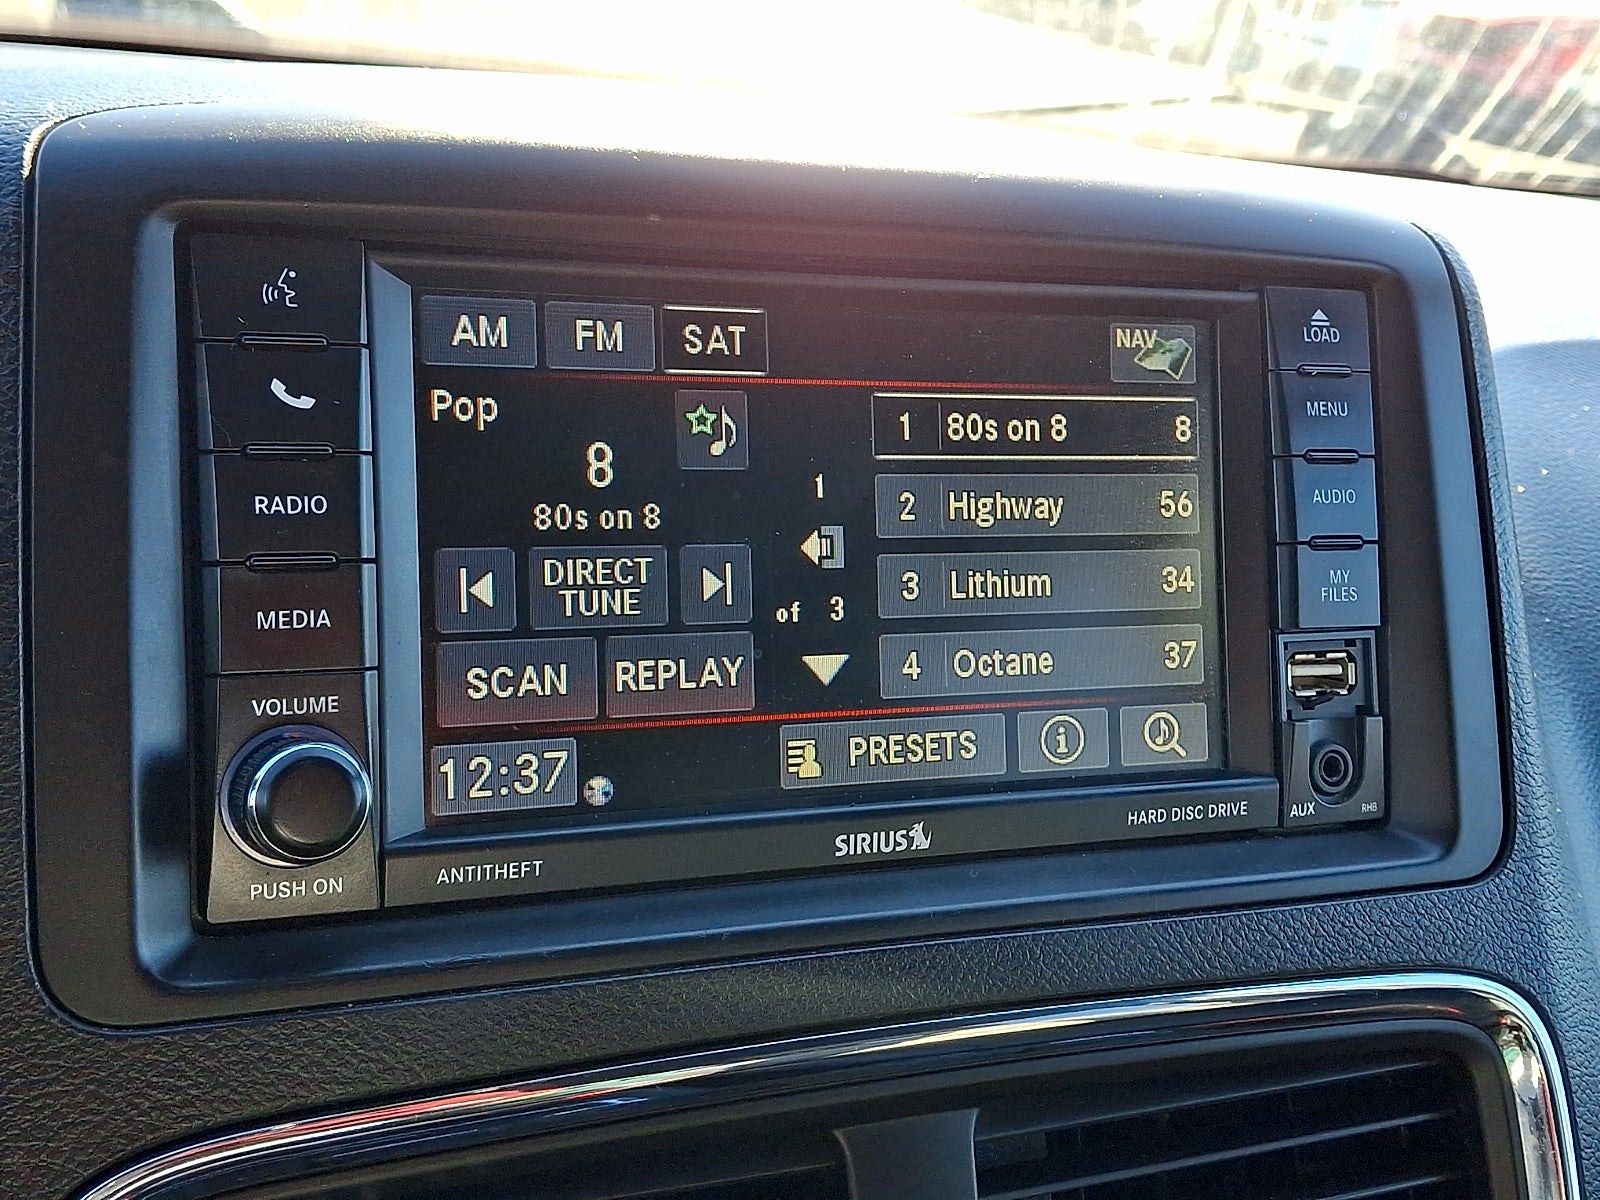 AM FM SAT
NAV
Pop
8
80s on 8
DIRECT
TUNE
SCAN REPLAY
1
of 3
1 80s on 8 8
2 Highway 56
3 Lithium 34
4 Octane 37
12:37
PRESETS
i
RADIO
MEDIA
VOLUME
PUSH ON
LOAD
MENU
AUDIO
MY
FILES
AUX
RHB
ANTITHEFT
SIRIUS
HARD DISC DRIVE